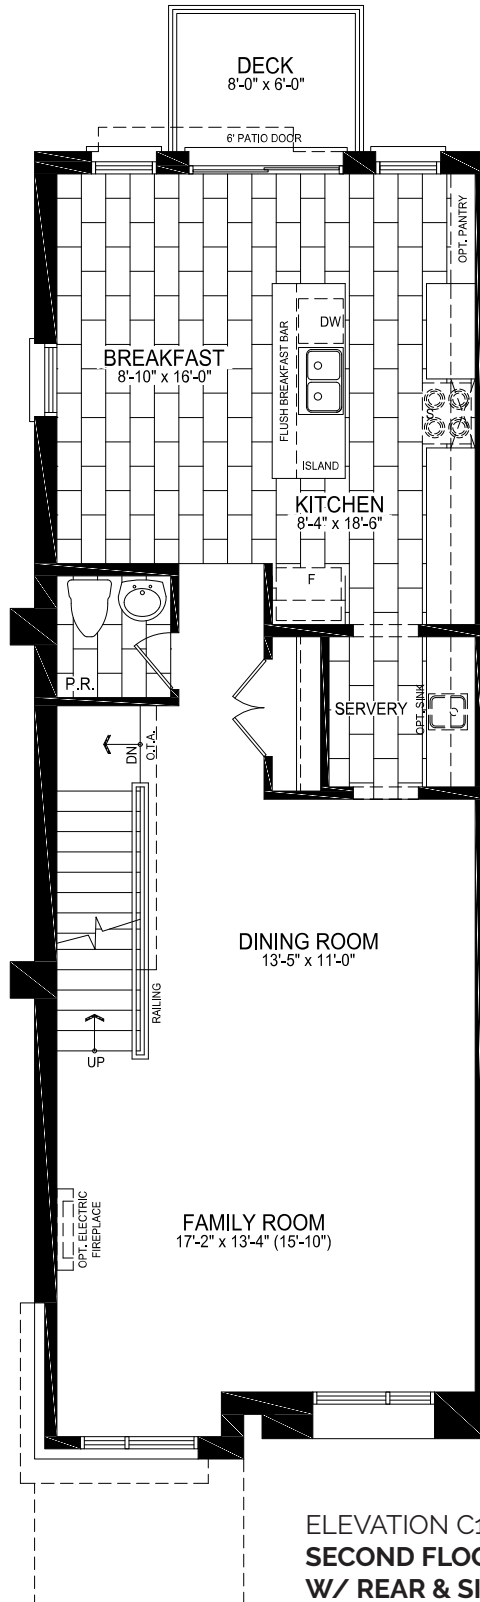 DECK
8'-0" x 6'-0"
6' PATIO DOOR
OPT. PANTRY
DW
FLUSH BREAKFAST BAR
BREAKFAST
8'-10" x 16'-0"
ISLAND
KITCHEN
8'-4" x 18'-6"
F
P.R.
SERVERY
OPT. SINK
DN
O.T.A.
DINING ROOM
13'-5" x 11'-0"
RAILING
UP
OPT. ELECTRIC
FIREPLACE
FAMILY ROOM
17'-2" x 13'-4" (15'-10")
ELEVATION C1
SECOND FLOO
W/ REAR & SI